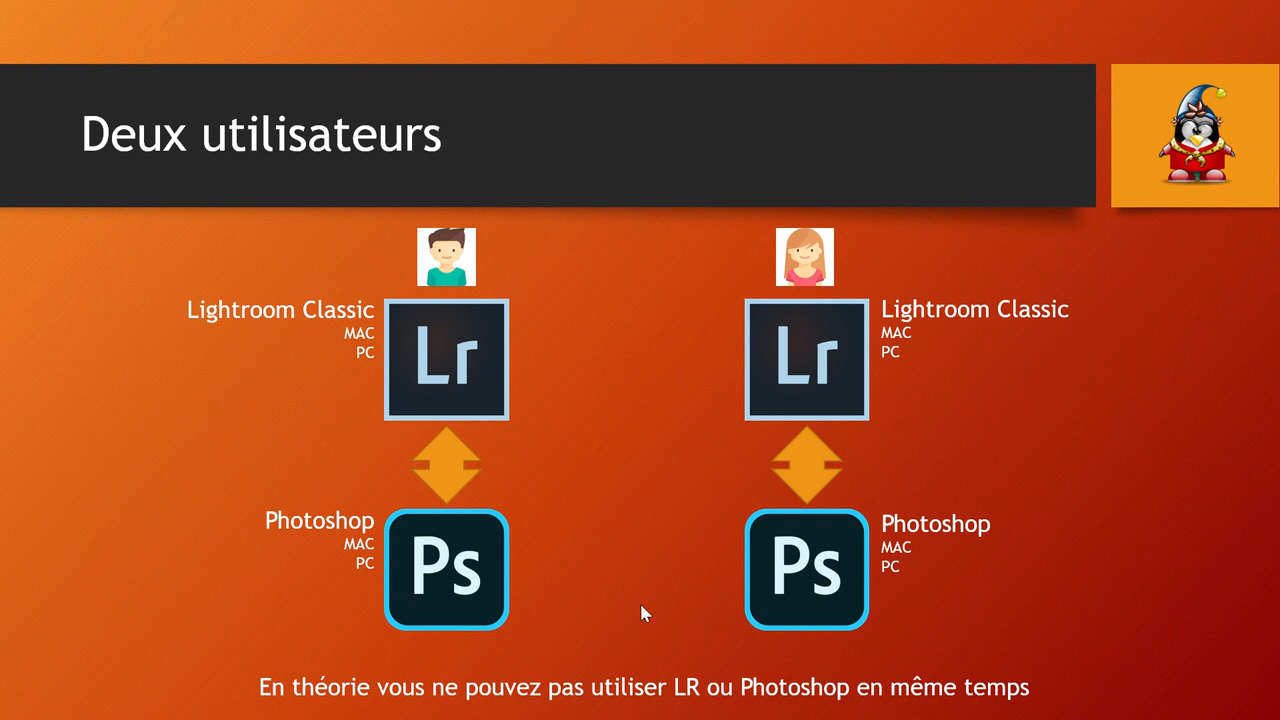 Deux utilisateurs
Lightroom Classic
MAC
PC
Lr
Photoshop
MAC
PC
Ps
Lightroom Classic
MAC
PC
Lr
Photoshop
MAC
PC
Ps
En théorie vous ne pouvez pas utiliser LR ou Photoshop en même temps